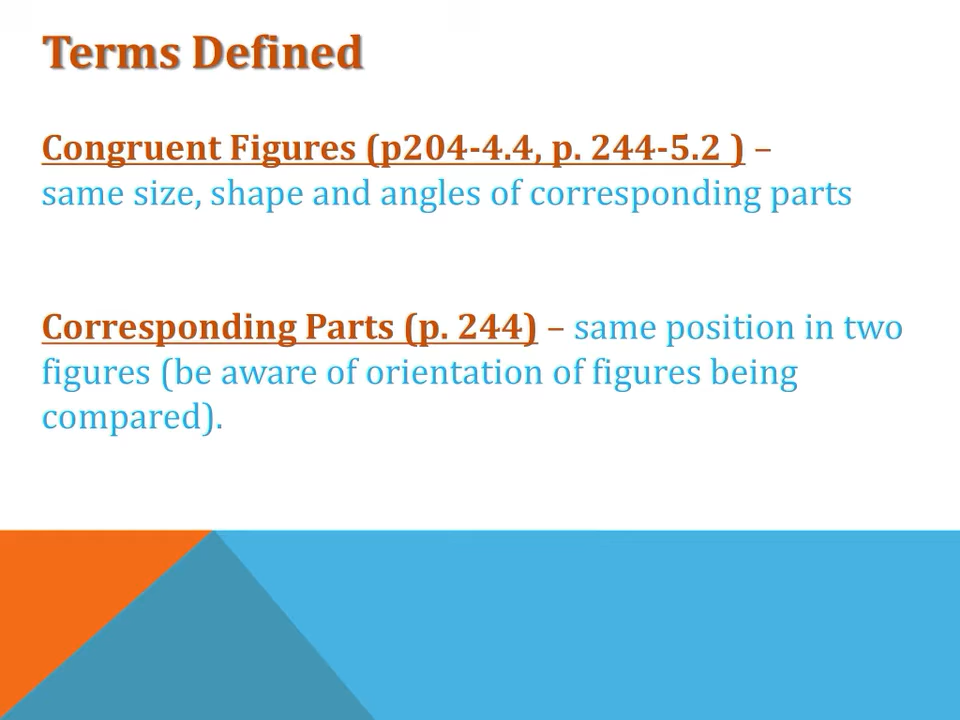 Terms Defined
Congruent Figures (p204-4.4, p. 244-5.2 ) –
same size, shape and angles of corresponding parts
Corresponding Parts (p. 244) – same position in two
figures (be aware of orientation of figures being
compared).